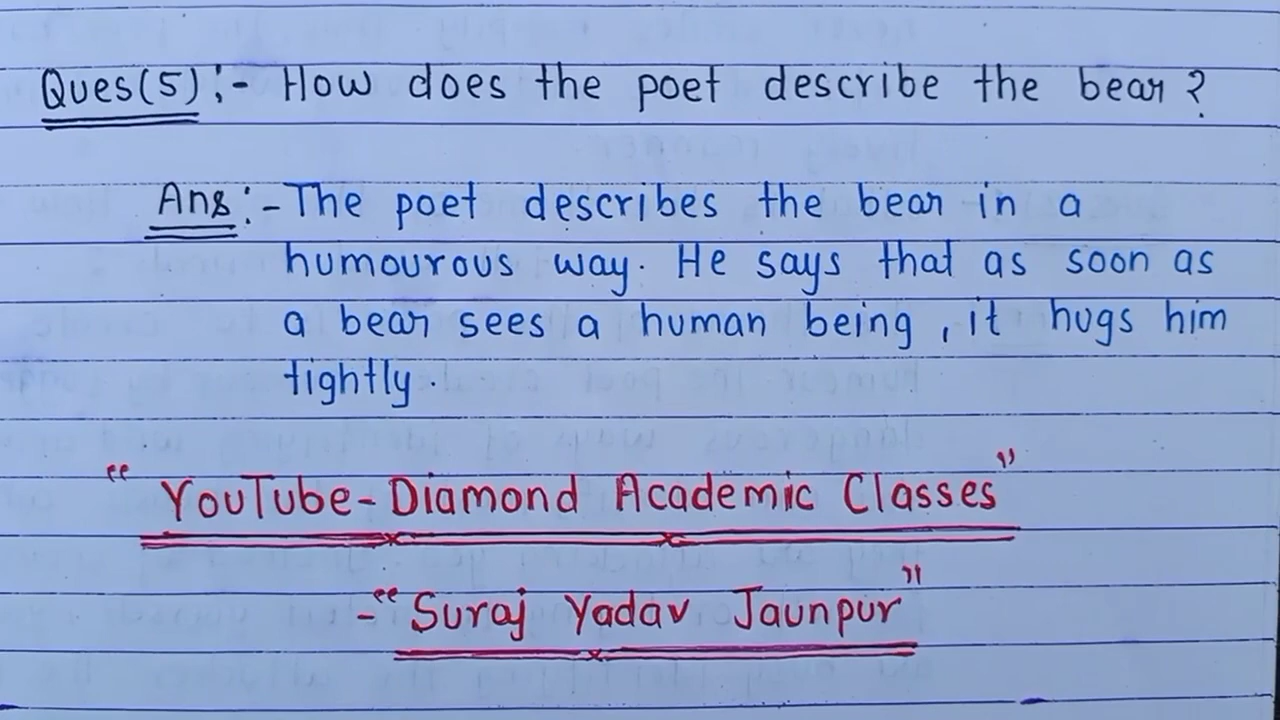 Ques(5):- How does the poet describe the bear?
Ans:- The poet describes the bear in a
humourous way. He says that as soon as
a bear sees a human being, it hugs him
tightly.
“YouTube- Diamond Academic Classes”
-“Suraj Yadav Jaunpur”